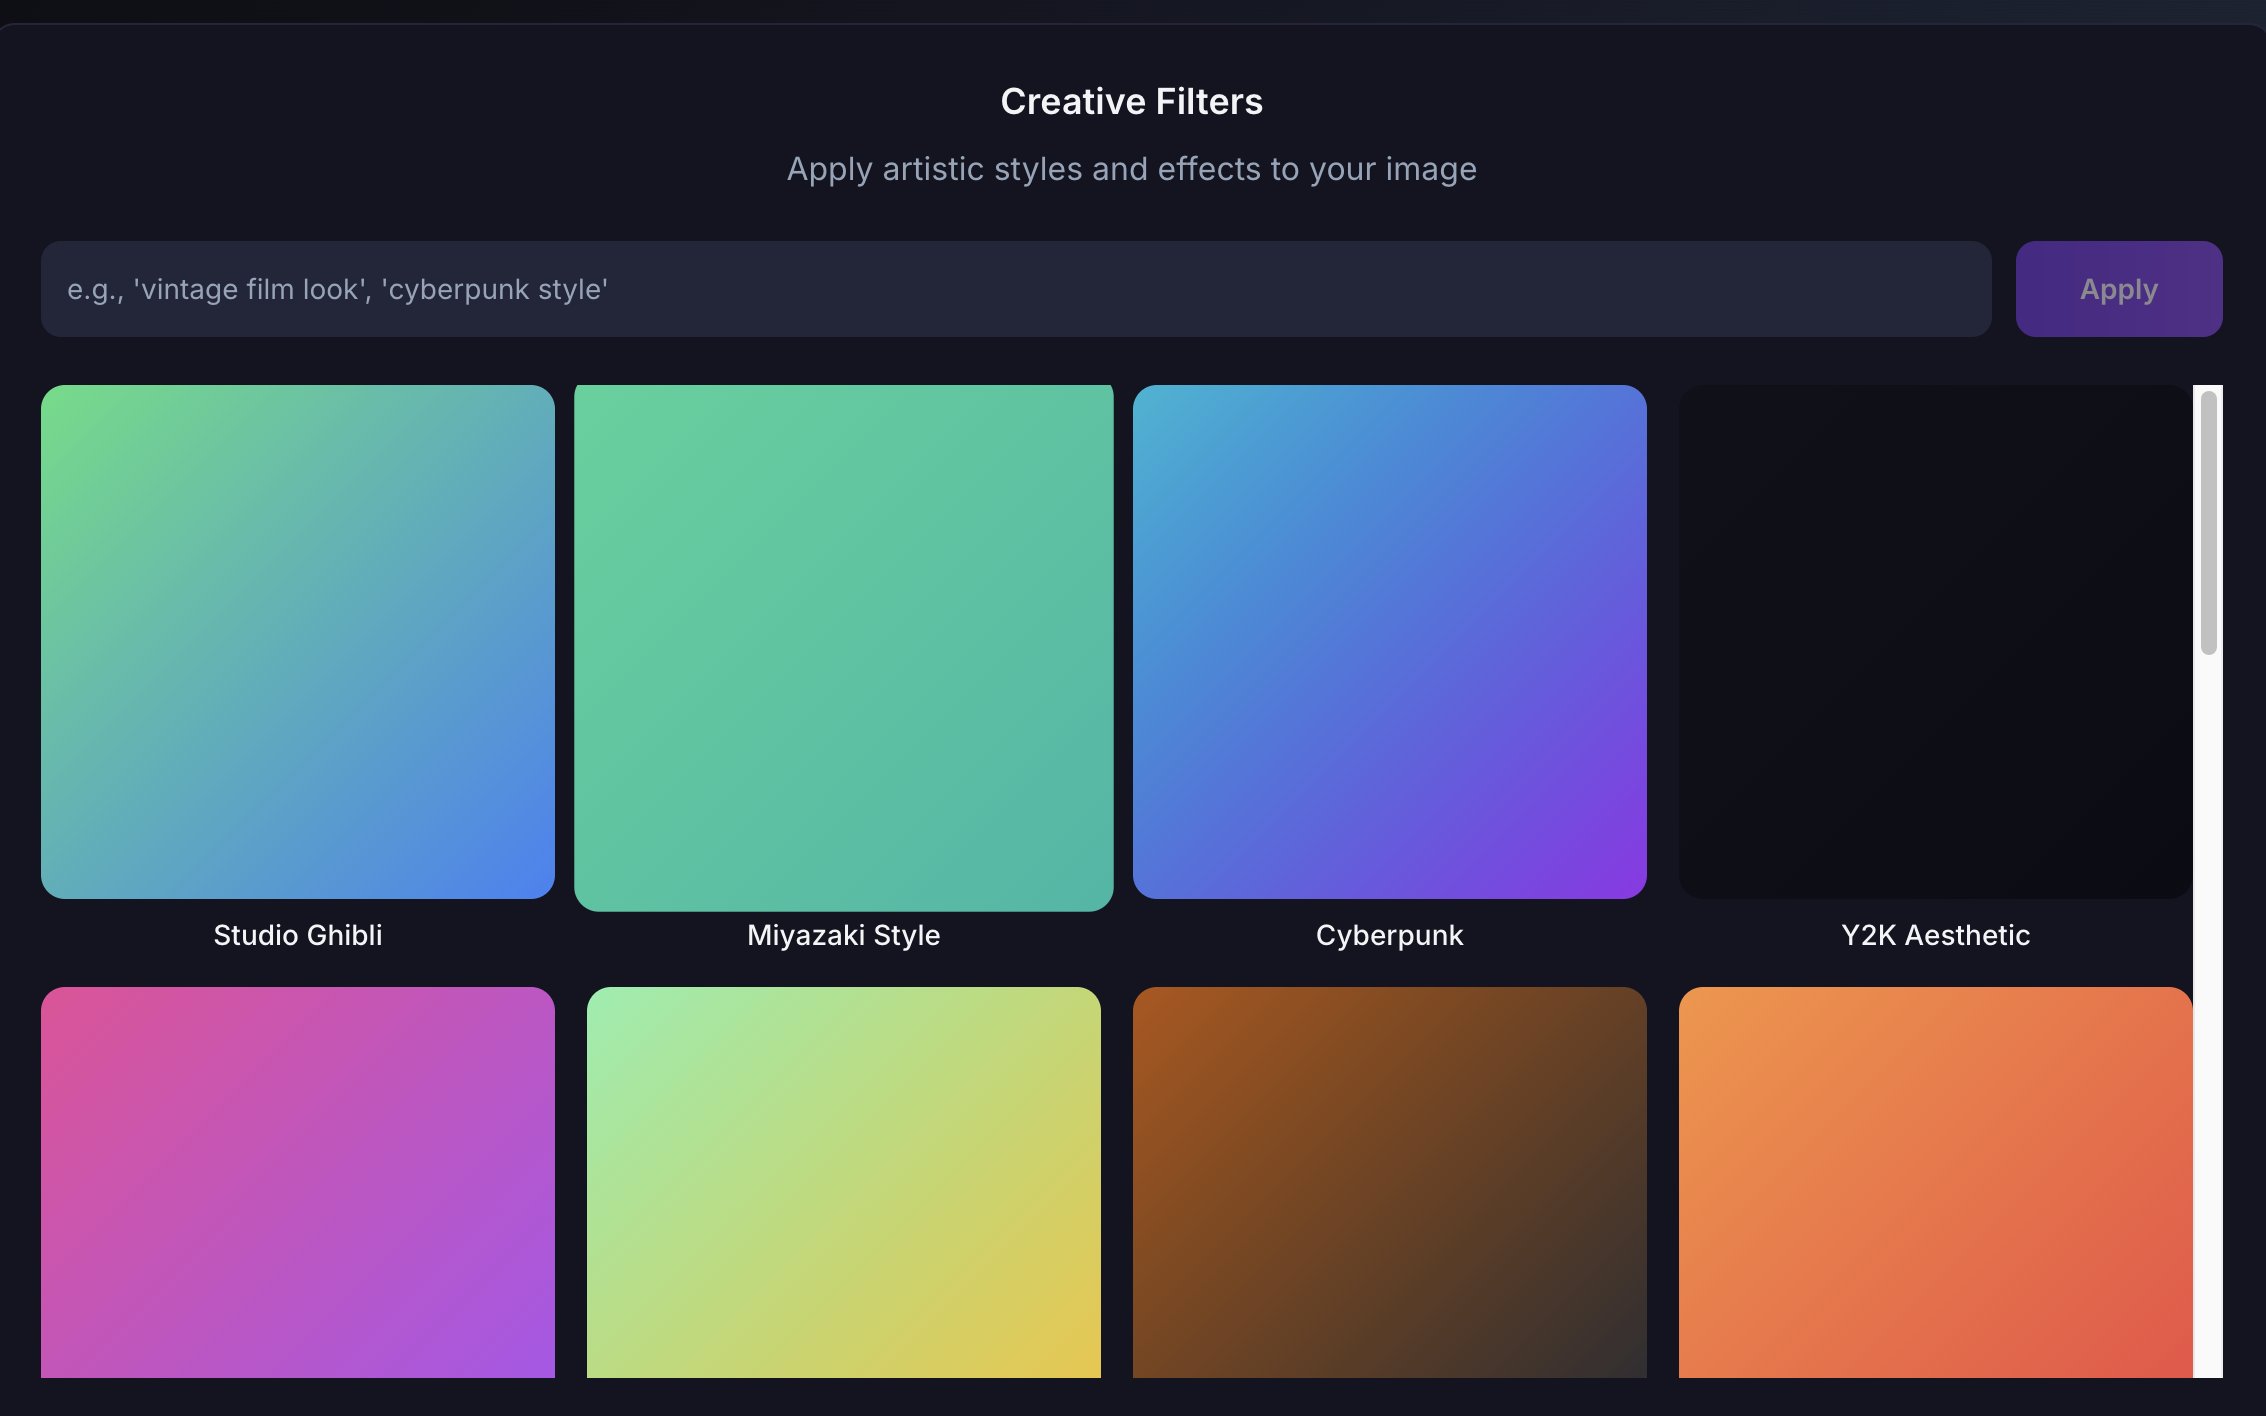 Creative Filters
Apply artistic styles and effects to your image
e.g., 'vintage film look', 'cyberpunk style'
Apply
Studio Ghibli
Miyazaki Style
Cyberpunk
Y2K Aesthetic